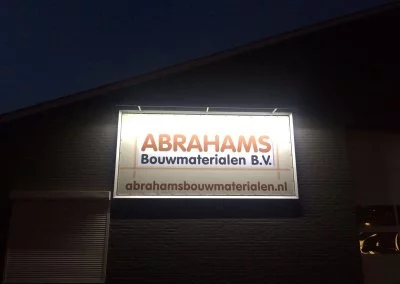 ABRAHAMS
Bouwmaterialen B.V.
abrahamsbouwmaterialen.nl